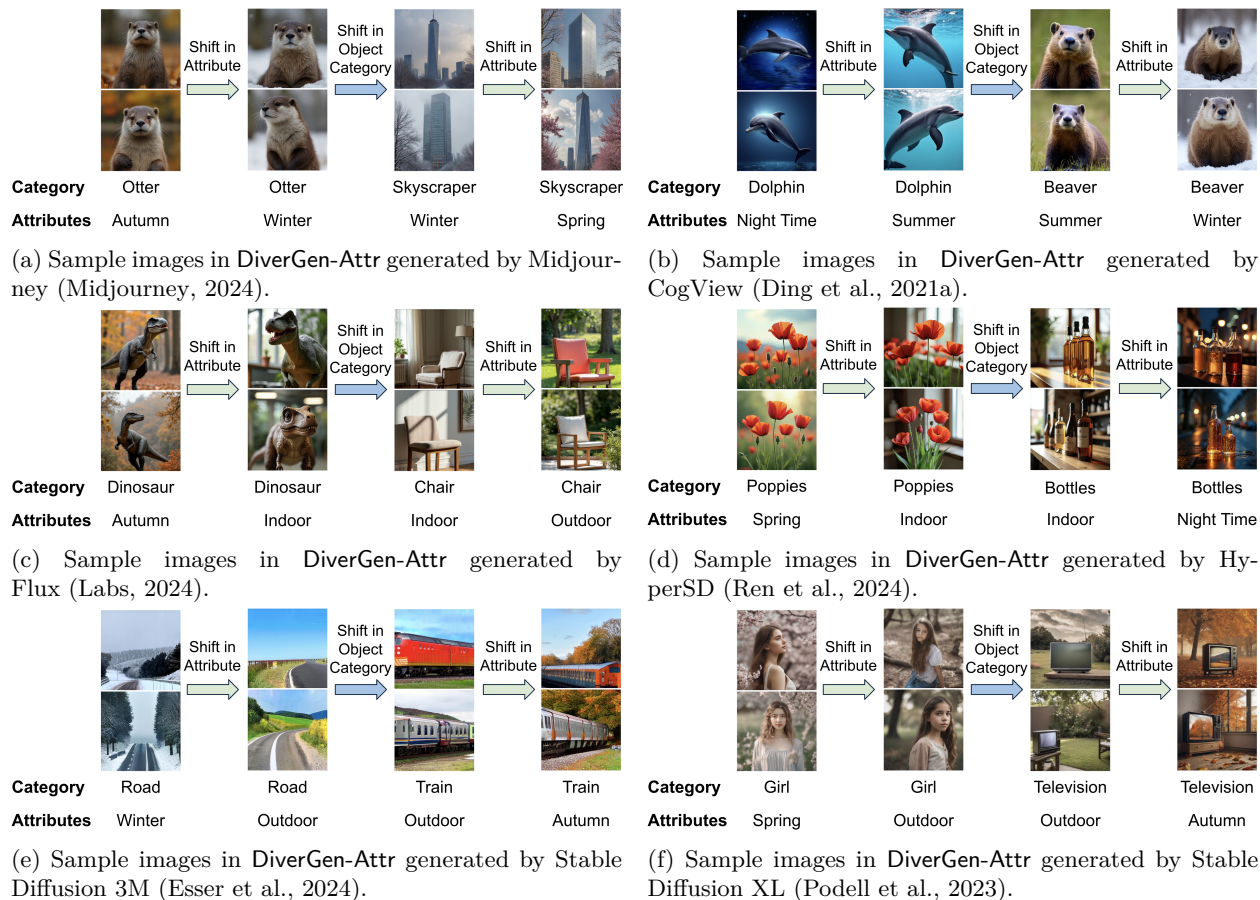 Shift in
Attribute
Shift in
Object
Category
Shift in
Attribute
Category Otter Otter Skyscraper Skyscraper
Attributes Autumn Winter Winter Spring
(a) Sample images in DiverGen-Attr generated by Midjour-
ney (Midjourney, 2024).
Shift in
Attribute
Shift in
Object
Category
Shift in
Attribute
Category Dolphin Dolphin Beaver Beaver
Attributes Night Time Summer Summer Winter
(b) Sample images in DiverGen-Attr generated by
CogView (Ding et al., 2021a).
Shift in
Attribute
Shift in
Object
Category
Shift in
Attribute
Category Dinosaur Dinosaur Chair Chair
Attributes Autumn Indoor Indoor Outdoor
(c) Sample images in DiverGen-Attr generated by
Flux (Labs, 2024).
Shift in
Attribute
Shift in
Object
Category
Shift in
Attribute
Category Poppies Poppies Bottles Bottles
Attributes Spring Indoor Indoor Night Time
(d) Sample images in DiverGen-Attr generated by Hy-
perSD (Ren et al., 2024).
Shift in
Attribute
Shift in
Object
Category
Shift in
Attribute
Category Road Road Train Train
Attributes Winter Outdoor Outdoor Autumn
(e) Sample images in DiverGen-Attr generated by Stable
Diffusion 3M (Esser et al., 2024).
Shift in
Attribute
Shift in
Object
Category
Shift in
Attribute
Category Girl Girl Television Television
Attributes Spring Outdoor Outdoor Autumn
(f) Sample images in DiverGen-Attr generated by Stable
Diffusion XL (Podell et al., 2023).